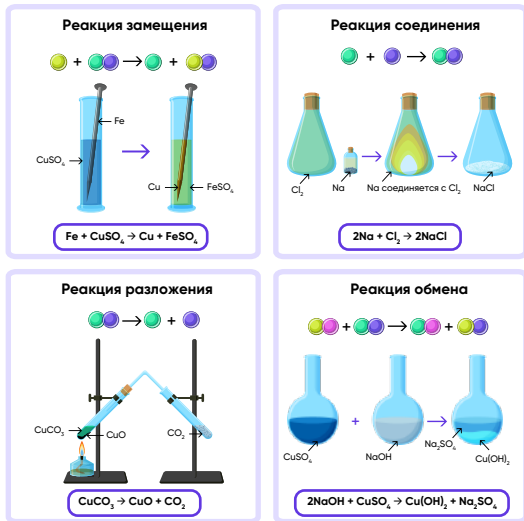 Реакция замещения
+ → +
Fe
CuSO₄
Cu
FeSO₄
Fe + CuSO₄ → Cu + FeSO₄
Реакция соединения
+ →
Cl₂
Na
Na соединяется с Cl₂
NaCl
2Na + Cl₂ → 2NaCl
Реакция разложения
→ +
CuCO₃
CuO
CO₂
CuCO₃ → CuO + CO₂
Реакция обмена
+ → +
+
CuSO₄
NaOH
Na₂SO₄
Cu(OH)₂
2NaOH + CuSO₄ → Cu(OH)₂ + Na₂SO₄